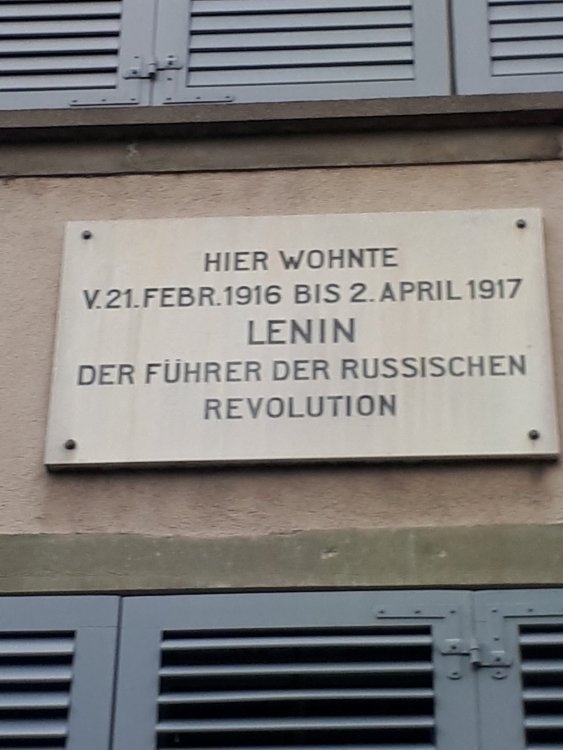 HIER WOHNTE
V.21.FEBR.1916 BIS 2.APRIL 1917
LENIN
DER FÜHRER DER RUSSISCHEN
REVOLUTION